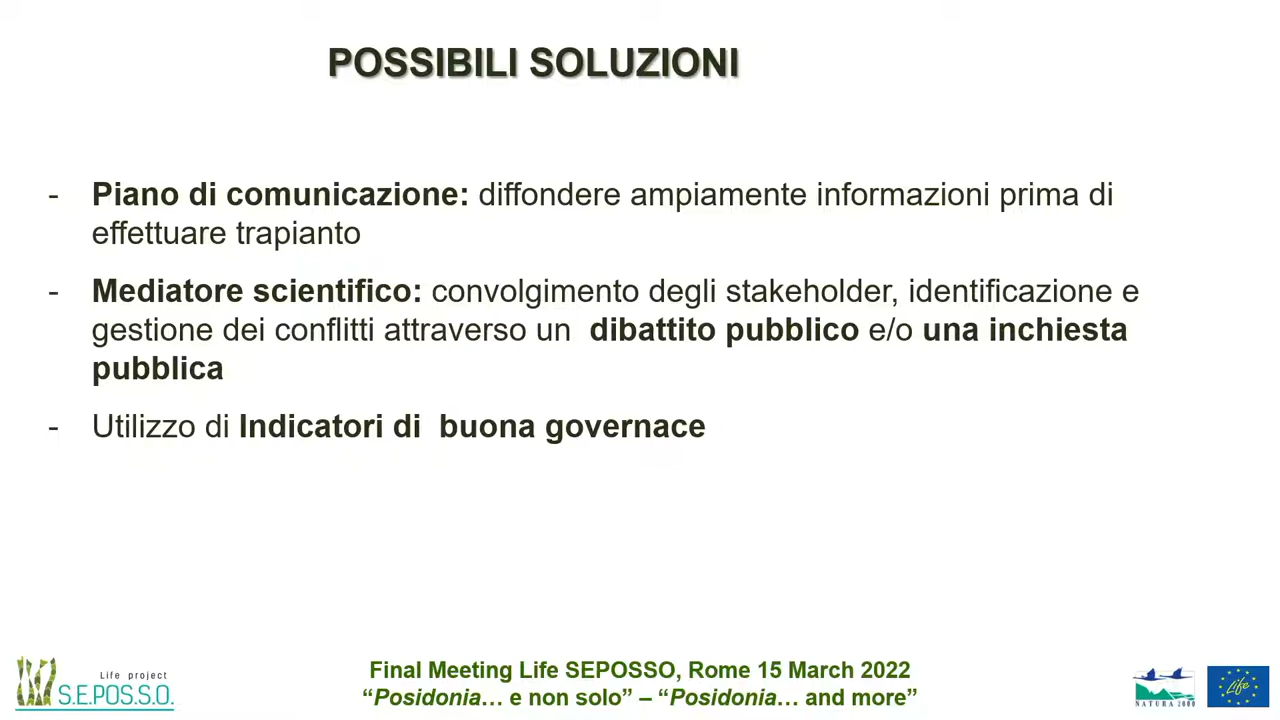 POSSIBILI SOLUZIONI
- Piano di comunicazione: diffondere ampiamente informazioni prima di
effettuare trapianto
- Mediatore scientifico: convolgimento degli stakeholder, identificazione e
gestione dei conflitti attraverso un  dibattito pubblico e/o una inchiesta
pubblica
- Utilizzo di Indicatori di  buona governace
Life project
S.E.POS.S.O.
Final Meeting Life SEPOSSO, Rome 15 March 2022
“Posidonia… e non solo” – “Posidonia… and more”
NATURA 2000
Life